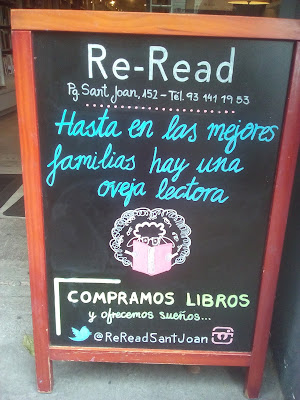 Re-Read
Pg. Sant Joan, 152 - Tel. 93 141 19 53
Hasta en las mejores
familias hay una
oveja lectora
COMPRAMOS LIBROS
y ofrecemos sueños...
@ReReadSantJoan